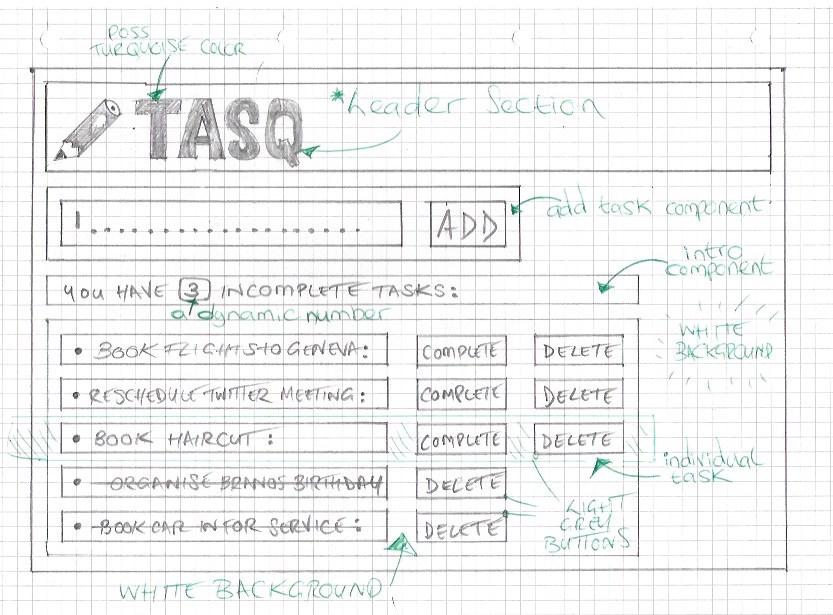 POSS
TURQUOISE COLOR
TASQ
*header Section
ADD
add task component.
intro
component
YOU HAVE 3 INCOMPLETE TASKS:
a dynamic number
WHITE
BACKGROUND
• BOOK FLIGHTS TO GENEVA: COMPLETE DELETE
• RESCHEDULE TWITTER MEETING: COMPLETE DELETE
• BOOK HAIRCUT: COMPLETE DELETE
individual
task
• ORGANISE BRANOS BIRTHDAY DELETE
• BOOK CAR IN FOR SERVICE: DELETE
LIGHT
GREY
BUTTONS
WHITE BACKGROUND